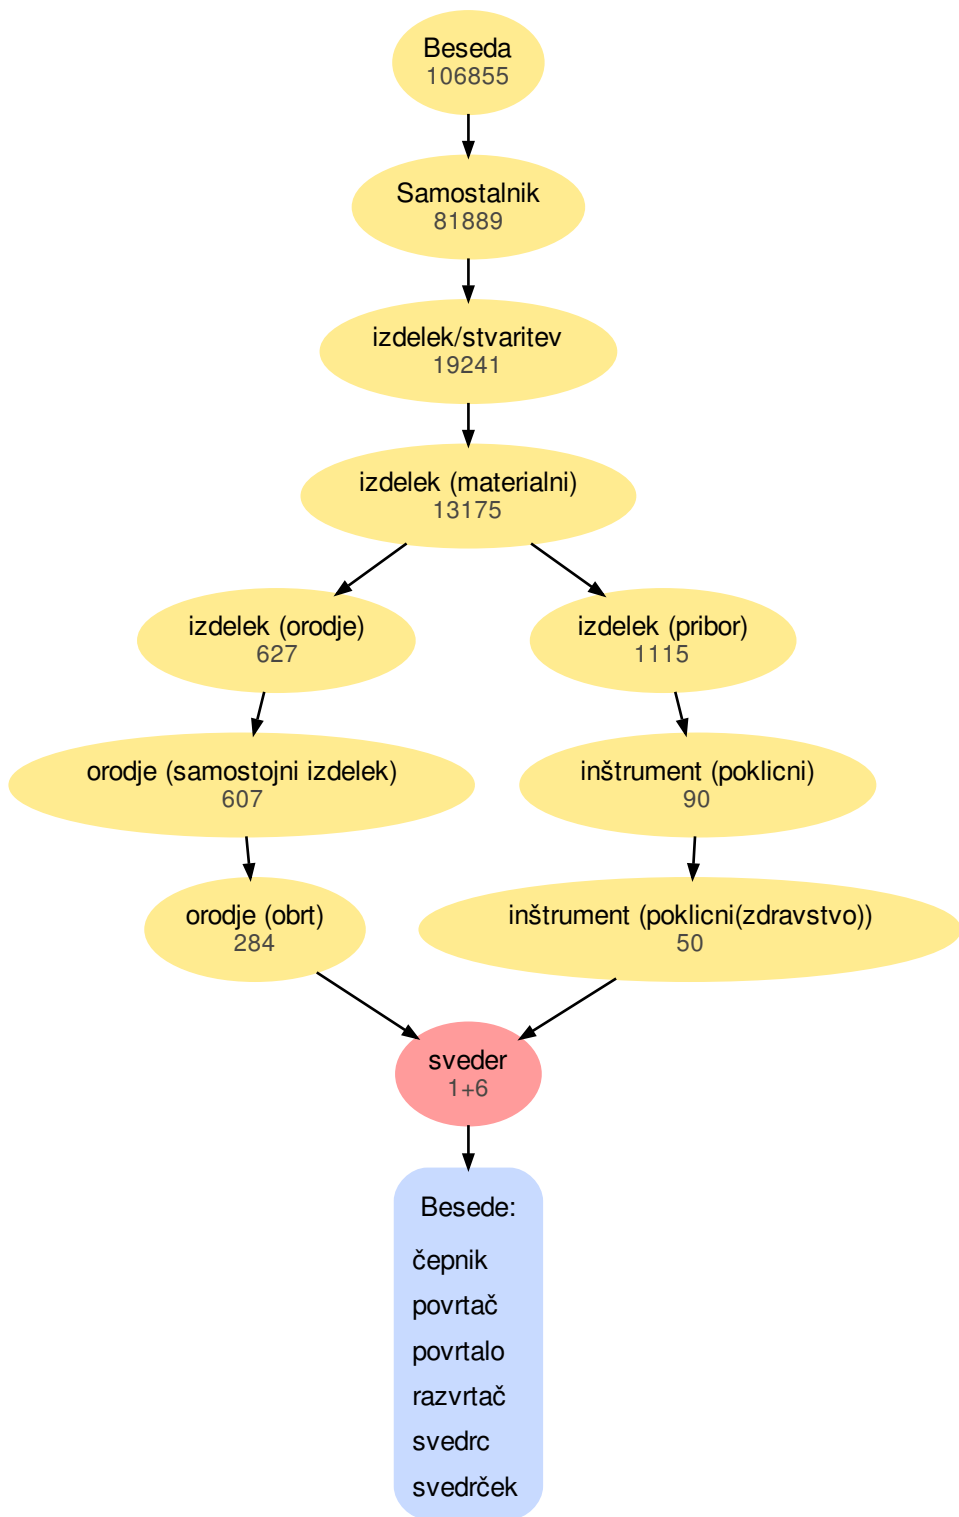 Beseda
106855
Samostalnik
81889
izdelek/stvaritev
19241
izdelek (materialni)
13175
izdelek (orodje)
627
izdelek (pribor)
1115
orodje (samostojni izdelek)
607
inštrument (poklicni)
90
orodje (obrt)
284
inštrument (poklicni(zdravstvo))
50
sveder
1+6
Besede:
čepnik
povrtač
povrtalo
razvrtač
svedrc
svedrček